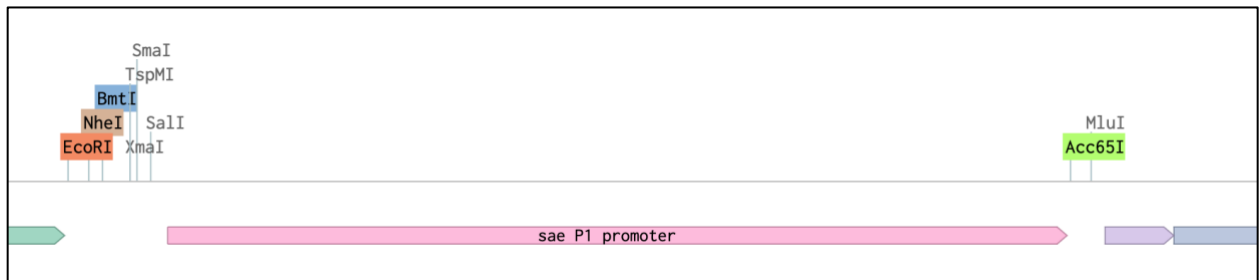 SmaI
TspMI
BmtI
NheI SalI MluI
EcoRI XmaI Acc65I
sae P1 promoter